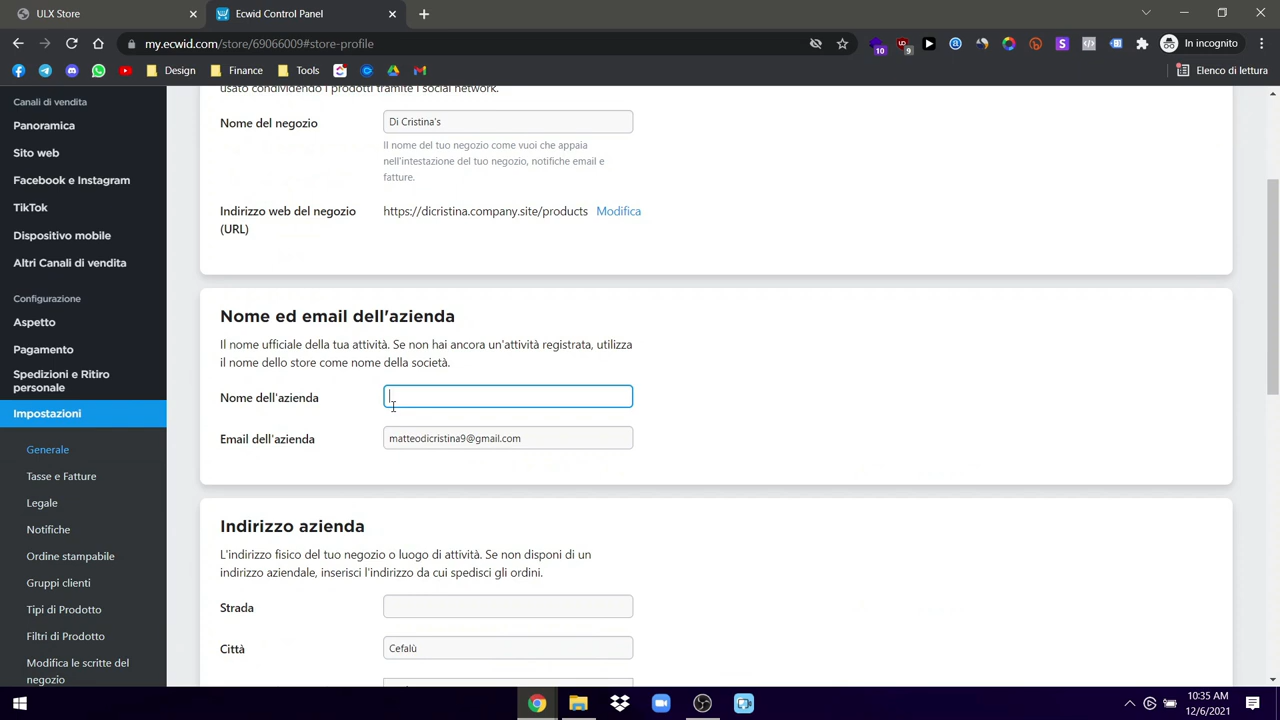 ULX Store
Ecwid Control Panel
my.ecwid.com/store/69066009#store-profile
10
9
In incognito
Design
Finance
Tools
Elenco di lettura
Canali di vendita
Panoramica
Sito web
Facebook e Instagram
TikTok
Dispositivo mobile
Altri Canali di vendita
Configurazione
Aspetto
Pagamento
Spedizioni e Ritiro
personale
Impostazioni
Generale
Tasse e Fatture
Legale
Notifiche
Ordine stampabile
Gruppi clienti
Tipi di Prodotto
Filtri di Prodotto
Modifica le scritte del
negozio
usato condividendo i prodotti tramite i social network.
Nome del negozio
Di Cristina's
Il nome del tuo negozio come vuoi che appaia
nell'intestazione del tuo negozio, notifiche email e
fatture.
Indirizzo web del negozio
(URL)
https://dicristina.company.site/products Modifica
Nome ed email dell'azienda
Il nome ufficiale della tua attività. Se non hai ancora un'attività registrata, utilizza
il nome dello store come nome della società.
Nome dell'azienda
Email dell'azienda
matteodicristina9@gmail.com
Indirizzo azienda
L'indirizzo fisico del tuo negozio o luogo di attività. Se non disponi di un
indirizzo aziendale, inserisci l'indirizzo da cui spedisci gli ordini.
Strada
Città
Cefalù
10:35 AM
12/6/2021